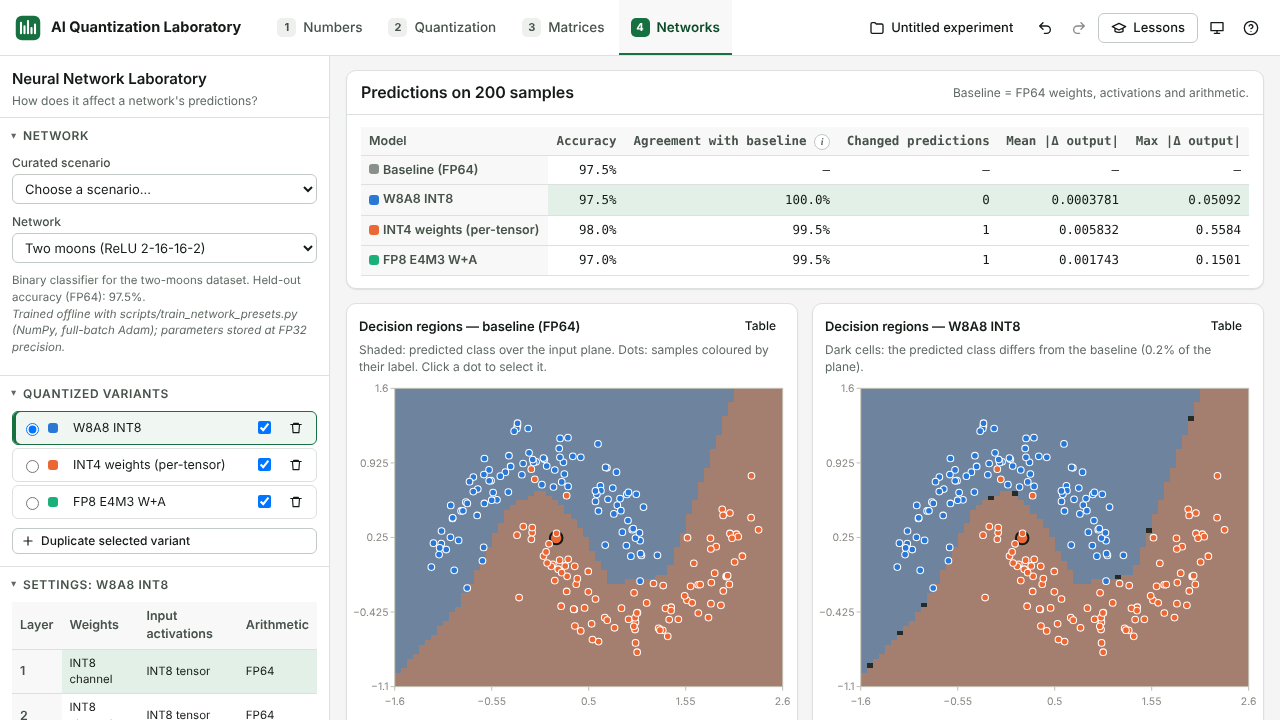 AI Quantization Laboratory
1 Numbers
2 Quantization
3 Matrices
4 Networks
Untitled experiment
Lessons
Neural Network Laboratory
How does it affect a network's predictions?
NETWORK
Curated scenario
Choose a scenario...
Network
Two moons (ReLU 2-16-16-2)
Binary classifier for the two-moons dataset. Held-out
accuracy (FP64): 97.5%.
Trained offline with scripts/train_network_presets.py
(NumPy, full-batch Adam); parameters stored at FP32
precision.
QUANTIZED VARIANTS
W8A8 INT8
INT4 weights (per-tensor)
FP8 E4M3 W+A
Duplicate selected variant
SETTINGS: W8A8 INT8
Layer Weights Input activations Arithmetic
1 INT8 channel INT8 tensor FP64
2 INT8 INT8 tensor FP64
Predictions on 200 samples
Baseline = FP64 weights, activations and arithmetic.
Model Accuracy Agreement with baseline i Changed predictions Mean |Δ output| Max |Δ output|
Baseline (FP64) 97.5% — — — —
W8A8 INT8 97.5% 100.0% 0 0.0003781 0.05092
INT4 weights (per-tensor) 98.0% 99.5% 1 0.005832 0.5584
FP8 E4M3 W+A 97.0% 99.5% 1 0.001743 0.1501
Decision regions — baseline (FP64)
Table
Shaded: predicted class over the input plane. Dots: samples coloured by
their label. Click a dot to select it.
1.6
0.925
0.25
−0.425
−1.1
−1.6 −0.55 0.5 1.55 2.6
Decision regions — W8A8 INT8
Table
Dark cells: the predicted class differs from the baseline (0.2% of the
plane).
1.6
0.925
0.25
−0.425
−1.1
−1.6 −0.55 0.5 1.55 2.6